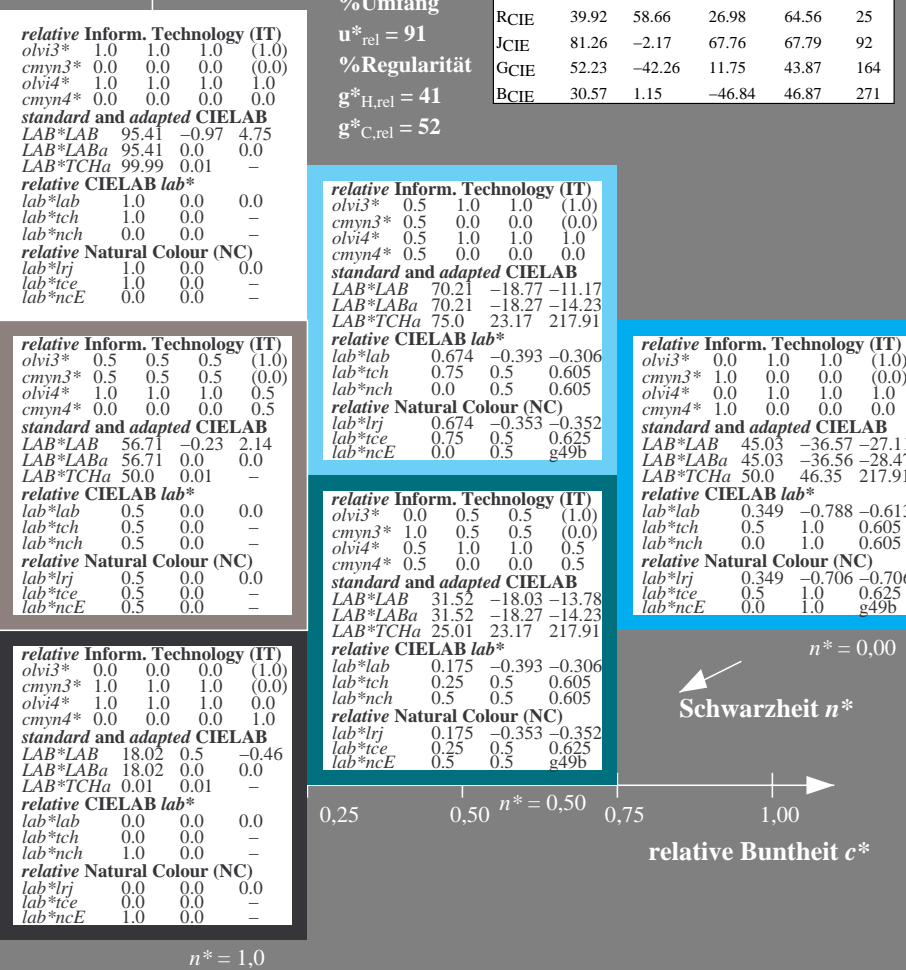 %Umfang
u*rel = 91
%Regularität
g*H,rel = 41
g*C,rel = 52
RCIE 39.92 58.66 26.98 64.56 25
JCIE 81.26 −2.17 67.76 67.79 92
GCIE 52.23 −42.26 11.75 43.87 164
BCIE 30.57 1.15 −46.84 46.87 271
relative Inform. Technology (IT)
olvi3* 1.0 1.0 1.0 (1.0)
cmyn3* 0.0 0.0 0.0 (0.0)
olvi4* 1.0 1.0 1.0 1.0
cmyn4* 0.0 0.0 0.0 0.0
standard and adapted CIELAB
LAB*LAB 95.41 −0.97 4.75
LAB*LABa 95.41 0.0 0.0
LAB*TCHa 99.99 0.01 –
relative CIELAB lab*
lab*lab 1.0 0.0 0.0
lab*tch 1.0 0.0 –
lab*nch 0.0 0.0 –
relative Natural Colour (NC)
lab*lrj 1.0 0.0 0.0
lab*tce 1.0 0.0 –
lab*ncE 0.0 0.0 –
relative Inform. Technology (IT)
olvi3* 0.5 1.0 1.0 (1.0)
cmyn3* 0.5 0.0 0.0 (0.0)
olvi4* 0.5 1.0 1.0 1.0
cmyn4* 0.5 0.0 0.0 0.0
standard and adapted CIELAB
LAB*LAB 70.21 −18.77 −11.17
LAB*LABa 70.21 −18.27 −14.23
LAB*TCHa 75.0 23.17 217.91
relative CIELAB lab*
lab*lab 0.674 −0.393 −0.306
lab*tch 0.75 0.5 0.605
lab*nch 0.0 0.5 0.605
relative Natural Colour (NC)
lab*lrj 0.674 −0.353 −0.352
lab*tce 0.75 0.5 0.625
lab*ncE 0.0 0.5 g49b
relative Inform. Technology (IT)
olvi3* 0.5 0.5 0.5 (1.0)
cmyn3* 0.5 0.5 0.5 (0.0)
olvi4* 1.0 1.0 1.0 0.5
cmyn4* 0.0 0.0 0.0 0.5
standard and adapted CIELAB
LAB*LAB 56.71 −0.23 2.14
LAB*LABa 56.71 0.0 0.0
LAB*TCHa 50.0 0.01 –
relative CIELAB lab*
lab*lab 0.5 0.0 0.0
lab*tch 0.5 0.0 –
lab*nch 0.5 0.0 –
relative Natural Colour (NC)
lab*lrj 0.5 0.0 0.0
lab*tce 0.5 0.0 –
lab*ncE 0.5 0.0 –
relative Inform. Technology (IT)
olvi3* 0.0 1.0 1.0 (1.0)
cmyn3* 1.0 0.0 0.0 (0.0)
olvi4* 0.0 1.0 1.0 1.0
cmyn4* 1.0 0.0 0.0 0.0
standard and adapted CIELAB
LAB*LAB 45.03 −36.57 −27.1
LAB*LABa 45.03 −36.56 −28.47
LAB*TCHa 50.0 46.35 217.91
relative CIELAB lab*
lab*lab 0.349 −0.788 −0.613
lab*tch 0.5 1.0 0.605
lab*nch 0.0 1.0 0.605
relative Natural Colour (NC)
lab*lrj 0.349 −0.706 −0.706
lab*tce 0.5 1.0 0.625
lab*ncE 0.0 1.0 g49b
relative Inform. Technology (IT)
olvi3* 0.0 0.5 0.5 (1.0)
cmyn3* 1.0 0.5 0.5 (0.0)
olvi4* 0.5 1.0 1.0 0.5
cmyn4* 0.5 0.0 0.0 0.5
standard and adapted CIELAB
LAB*LAB 31.52 −18.03 −13.78
LAB*LABa 31.52 −18.27 −14.23
LAB*TCHa 25.01 23.17 217.91
relative CIELAB lab*
lab*lab 0.175 −0.393 −0.306
lab*tch 0.25 0.5 0.605
lab*nch 0.5 0.5 0.605
relative Natural Colour (NC)
lab*lrj 0.175 −0.353 −0.352
lab*tce 0.25 0.5 0.625
lab*ncE 0.5 0.5 g49b
relative Inform. Technology (IT)
olvi3* 0.0 0.0 0.0 (1.0)
cmyn3* 1.0 1.0 1.0 (0.0)
olvi4* 1.0 1.0 1.0 0.0
cmyn4* 0.0 0.0 0.0 1.0
standard and adapted CIELAB
LAB*LAB 18.02 0.5 −0.46
LAB*LABa 18.02 0.0 0.0
LAB*TCHa 0.01 0.01 –
relative CIELAB lab*
lab*lab 0.0 0.0 0.0
lab*tch 0.0 0.0 –
lab*nch 1.0 0.0 –
relative Natural Colour (NC)
lab*lrj 0.0 0.0 0.0
lab*tce 0.0 0.0 –
lab*ncE 1.0 0.0 –
n* = 0,00
Schwarzheit n*
0,25 0,50 n* = 0,50 0,75 1,00
relative Buntheit c*
n* = 1,0